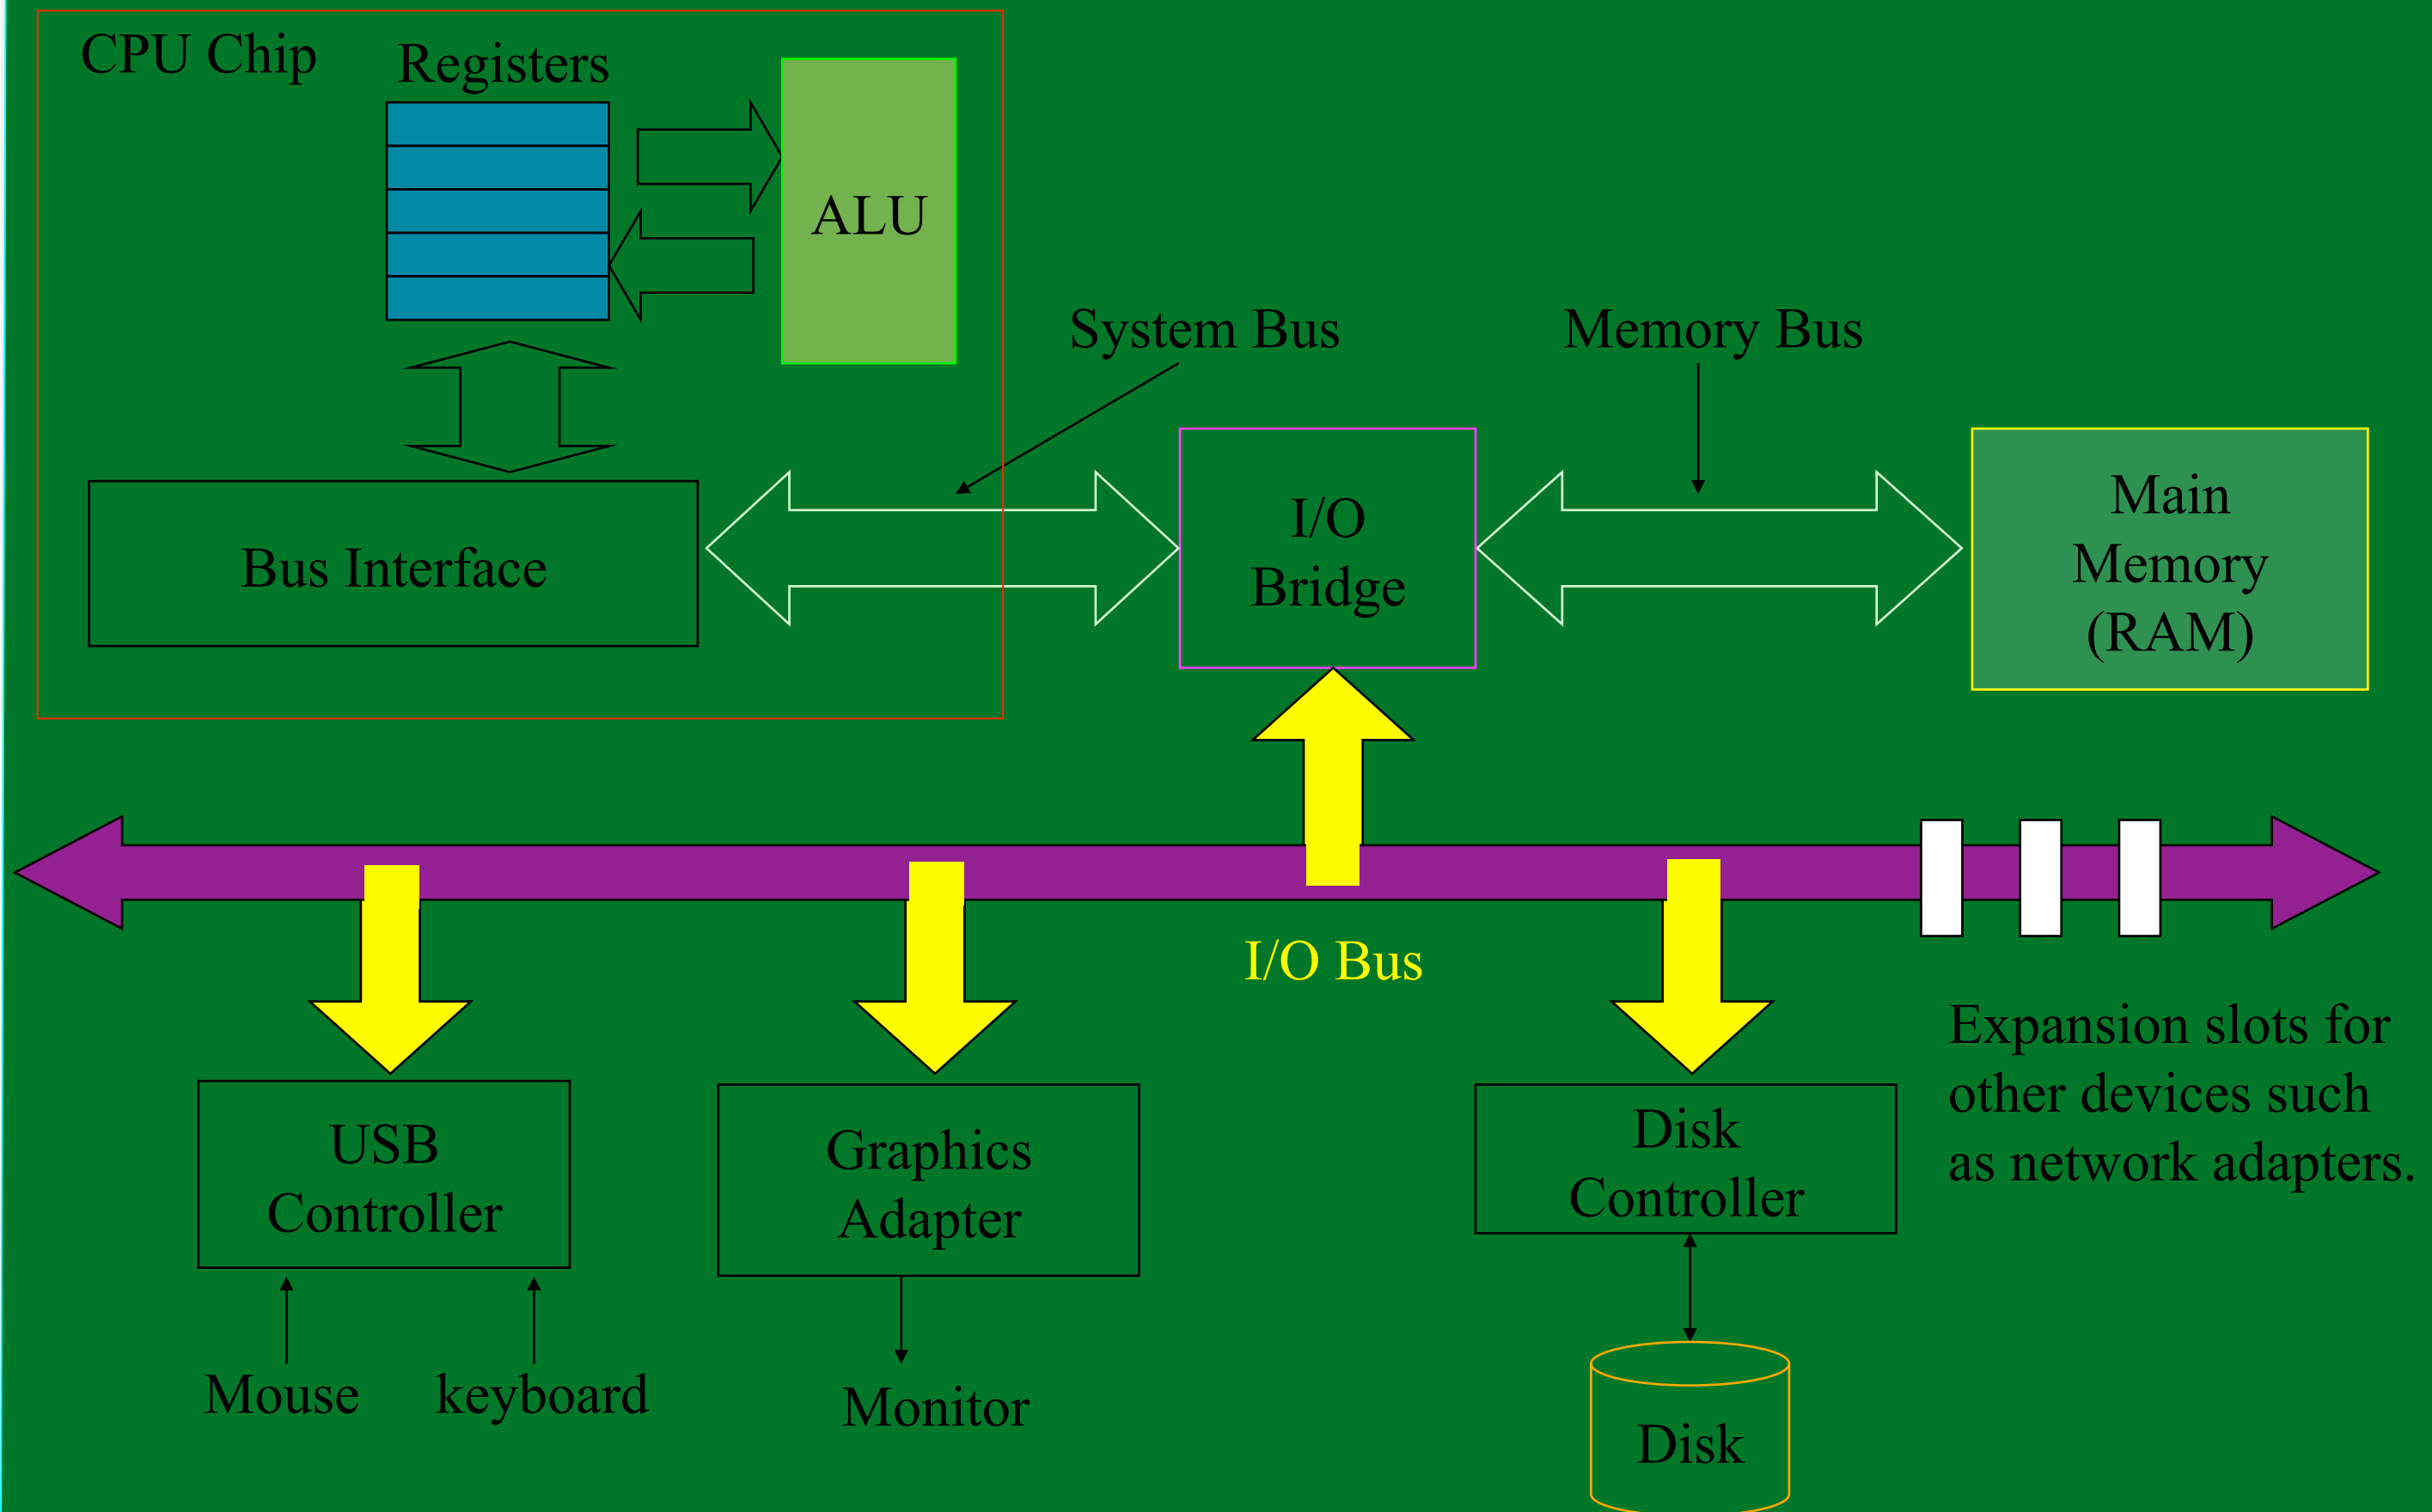 CPU Chip
Registers
ALU
System Bus
Memory Bus
Bus Interface
I/O
Bridge
Main
Memory
(RAM)
I/O Bus
USB
Controller
Graphics
Adapter
Disk
Controller
Expansion slots for
other devices such
as network adapters.
Mouse
keyboard
Monitor
Disk